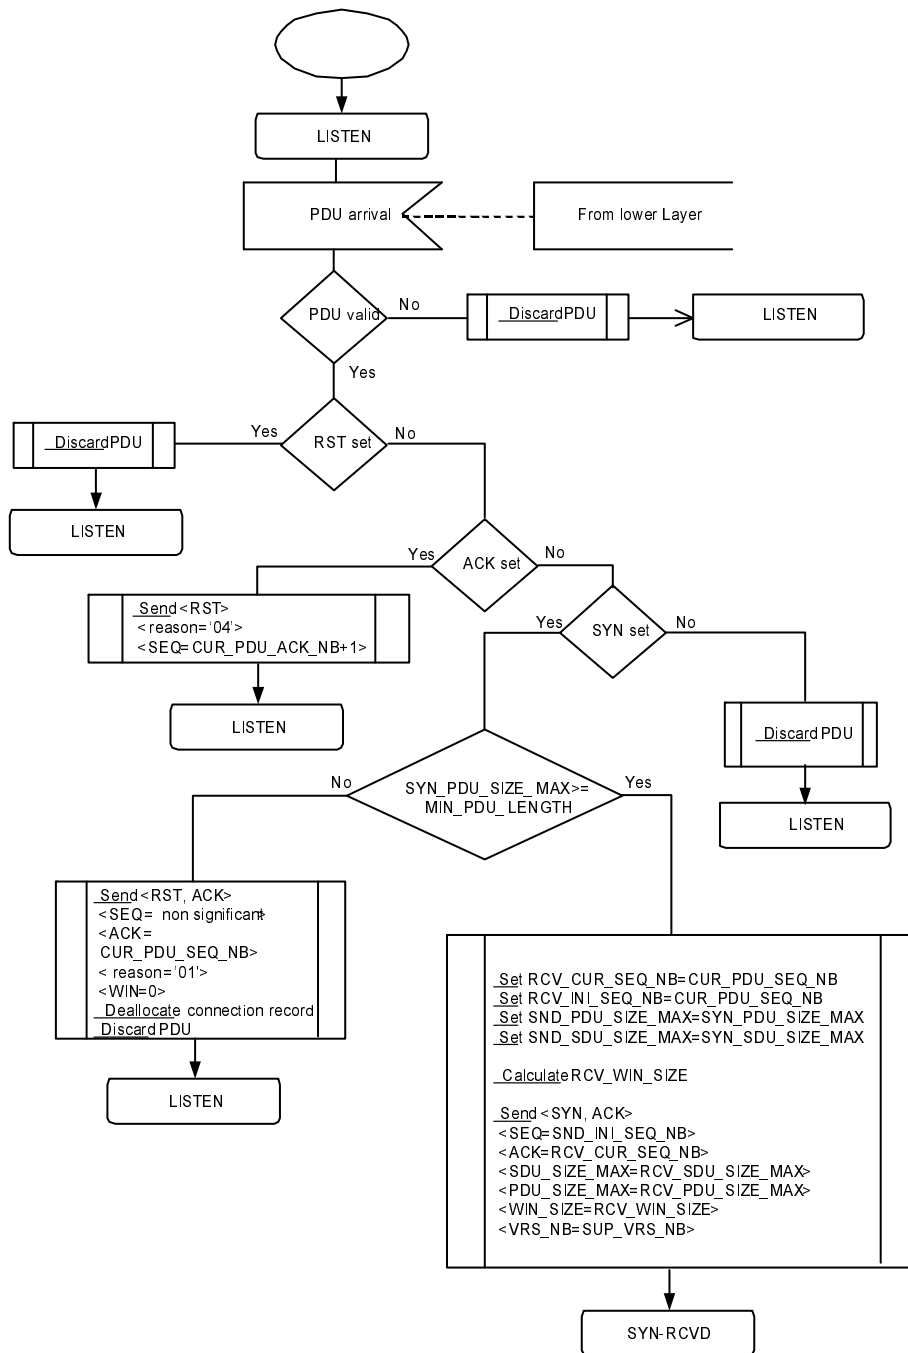 LISTEN
PDU arrival
From lower Layer
PDU valid
No
Discard PDU
LISTEN
Yes
Yes
RST set
No
Discard PDU
LISTEN
Yes
ACK set
No
Send <RST>
<reason='04'>
<SEQ=CUR_PDU_ACK_NB+1>
LISTEN
Yes
SYN set
No
Discard PDU
LISTEN
No
SYN_PDU_SIZE_MAX>=
MIN_PDU_LENGTH
Yes
Send <RST, ACK>
<SEQ= non significant>
<ACK=
CUR_PDU_SEQ_NB>
< reason='01'>
<WIN=0>
Deallocate connection record
Discard PDU
LISTEN
Set RCV_CUR_SEQ_NB=CUR_PDU_SEQ_NB
Set RCV_INI_SEQ_NB=CUR_PDU_SEQ_NB
Set SND_PDU_SIZE_MAX=SYN_PDU_SIZE_MAX
Set SND_SDU_SIZE_MAX=SYN_SDU_SIZE_MAX
Calculate RCV_WIN_SIZE
Send <SYN, ACK>
<SEQ=SND_INI_SEQ_NB>
<ACK=RCV_CUR_SEQ_NB>
<SDU_SIZE_MAX=RCV_SDU_SIZE_MAX>
<PDU_SIZE_MAX=RCV_PDU_SIZE_MAX>
<WIN_SIZE=RCV_WIN_SIZE>
<VRS_NB=SUP_VRS_NB>
SYN-RCVD